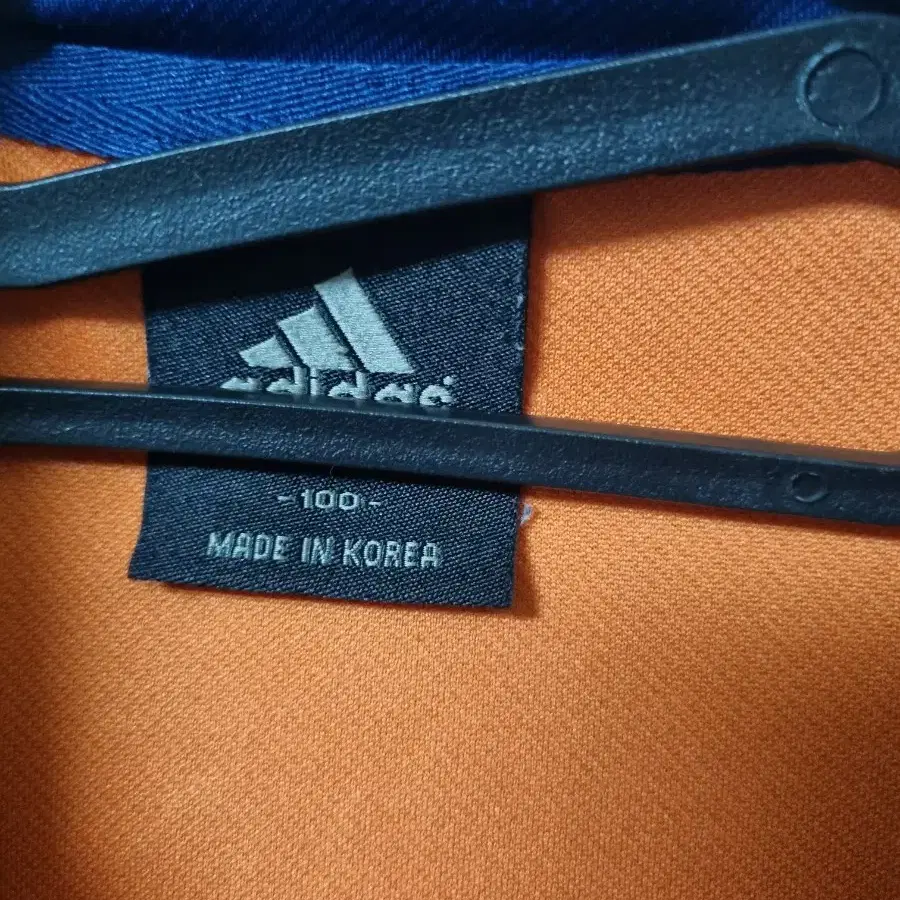 adidas
-100-
MADE IN KOREA